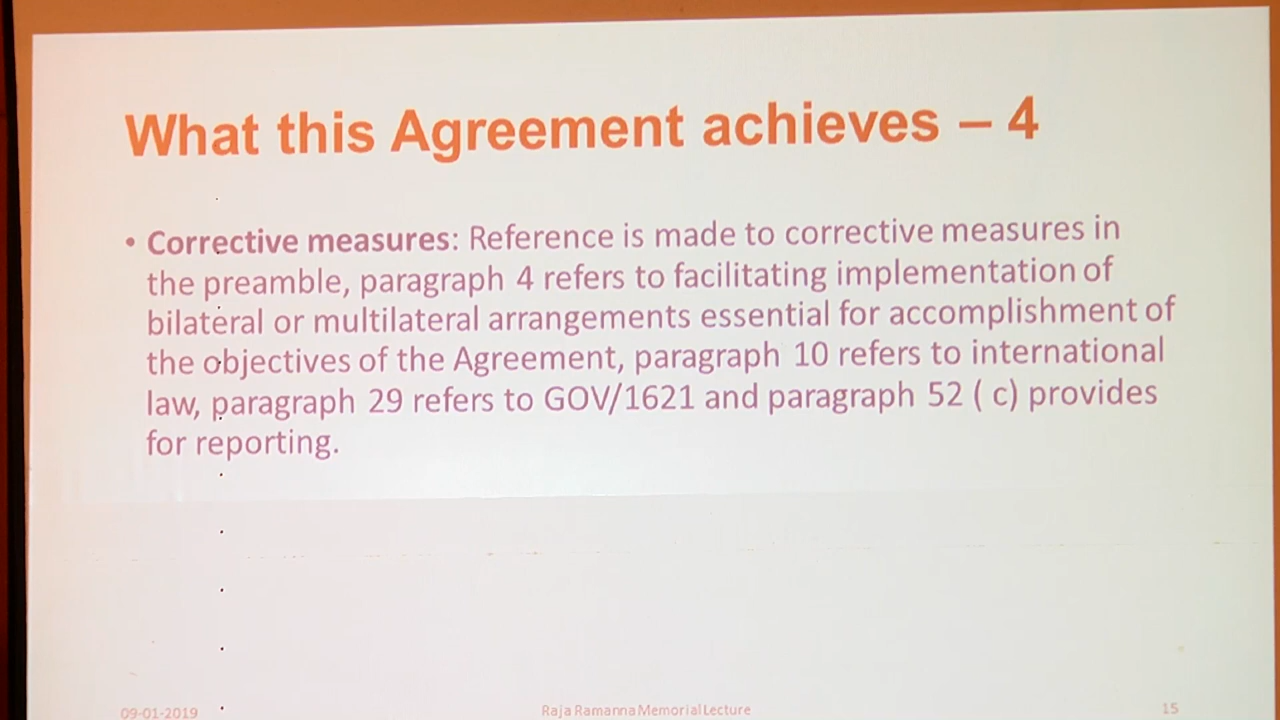 What this Agreement achieves – 4
• Corrective measures: Reference is made to corrective measures in
the preamble, paragraph 4 refers to facilitating implementation of
bilateral or multilateral arrangements essential for accomplishment of
the objectives of the Agreement, paragraph 10 refers to international
law, paragraph 29 refers to GOV/1621 and paragraph 52 ( c) provides
for reporting.
09-01-2019 Raja Ramanna Memorial Lecture 15